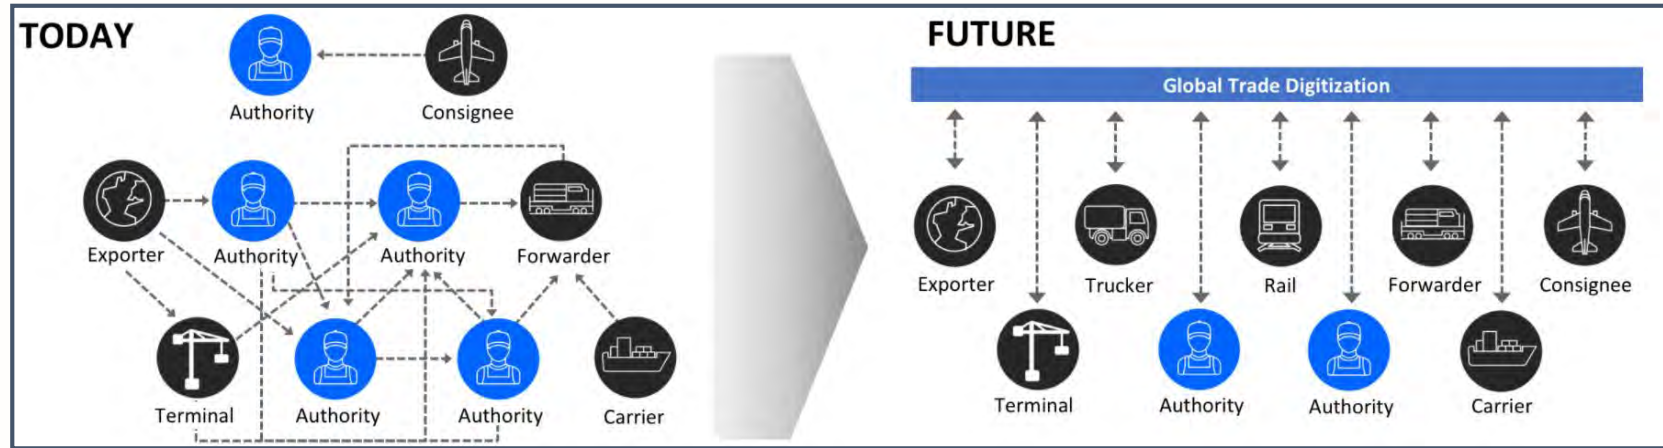 TODAY
Authority
Consignee
Exporter
Authority
Authority
Forwarder
Terminal
Authority
Authority
Carrier
FUTURE
Global Trade Digitization
Exporter
Trucker
Rail
Forwarder
Consignee
Terminal
Authority
Authority
Carrier